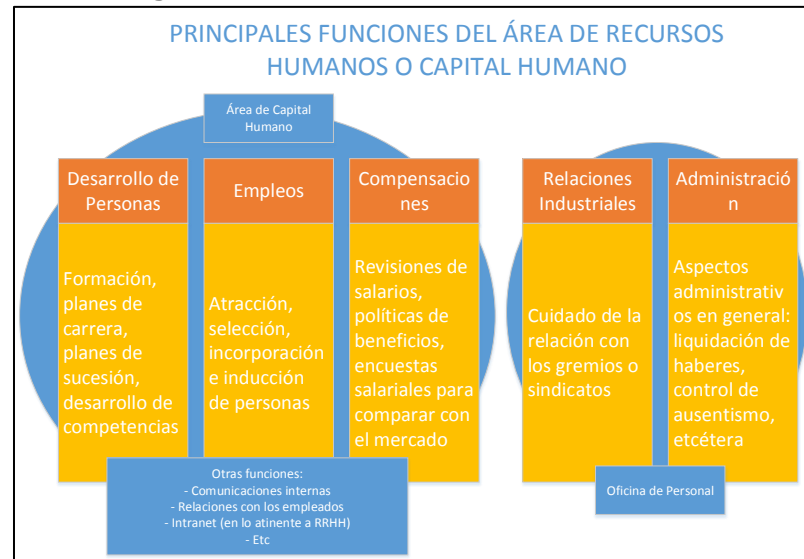 PRINCIPALES FUNCIONES DEL ÁREA DE RECURSOS
HUMANOS O CAPITAL HUMANO
Área de Capital
Humano
Desarrollo de
Personas
Formación,
planes de
carrera,
planes de
sucesión,
desarrollo de
competencias
Empleos
Atracción,
selección,
incorporación
e inducción
de personas
Compensacio
nes
Revisiones de
salarios,
políticas de
beneficios,
encuestas
salariales para
comparar con
el mercado
Otras funciones:
- Comunicaciones internas
- Relaciones con los empleados
- Intranet (en lo atinente a RRHH)
- Etc
Relaciones
Industriales
Cuidado de la
relación con
los gremios o
sindicatos
Administració
n
Aspectos
administrativ
os en general:
liquidación de
haberes,
control de
ausentismo,
etcétera
Oficina de Personal